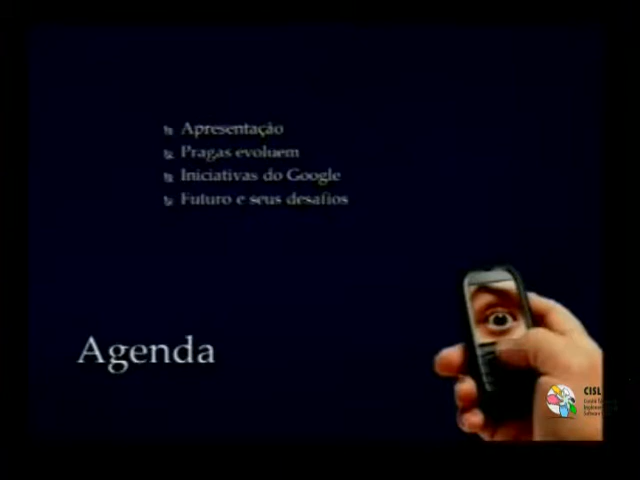 Apresentação
Pragas evoluem
Iniciativas do Google
Futuro e seus desafios
Agenda
CISL